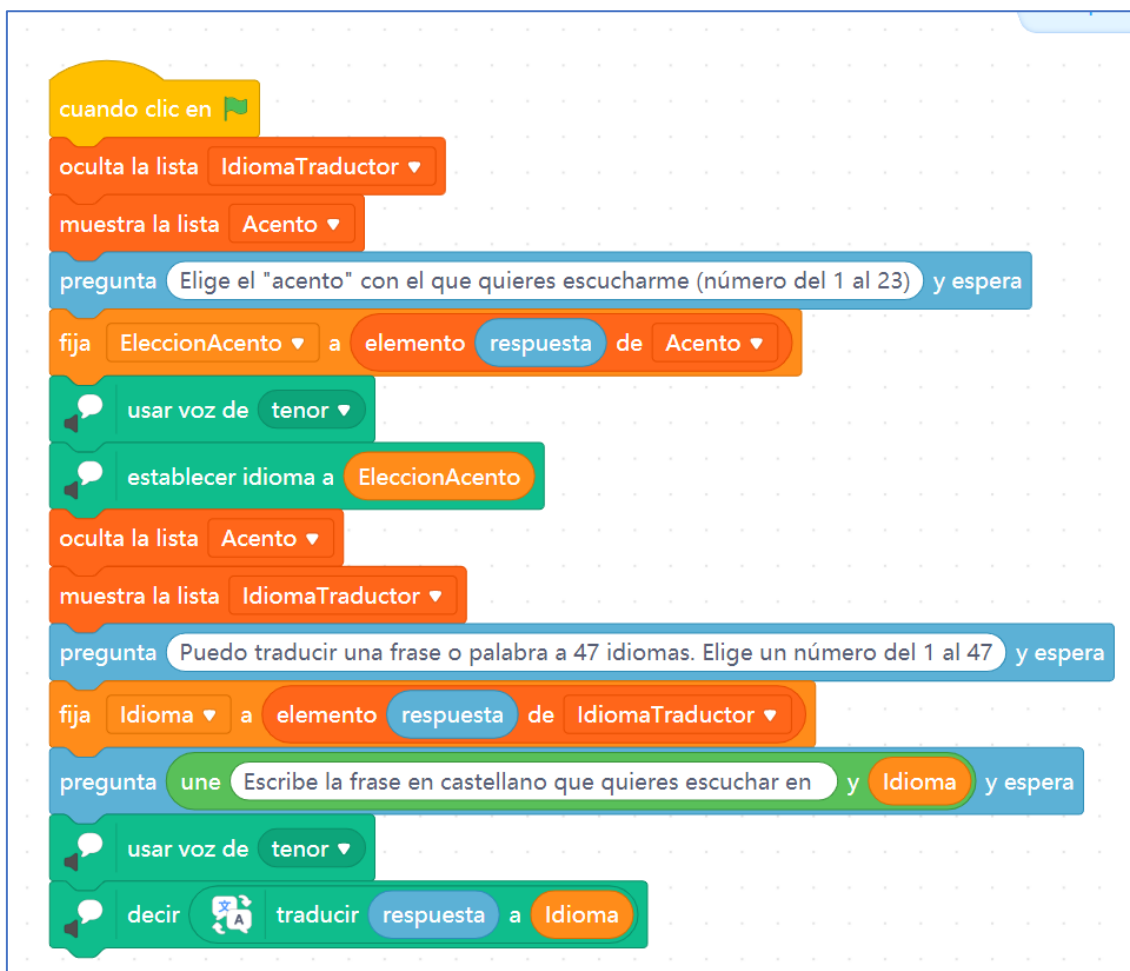 cuando clic en
oculta la lista IdiomaTraductor
muestra la lista Acento
pregunta Elige el "acento" con el que quieres escucharme (número del 1 al 23) y espera
fija EleccionAcento a elemento respuesta de Acento
usar voz de tenor
establecer idioma a EleccionAcento
oculta la lista Acento
muestra la lista IdiomaTraductor
pregunta Puedo traducir una frase o palabra a 47 idiomas. Elige un número del 1 al 47 y espera
fija Idioma a elemento respuesta de IdiomaTraductor
pregunta une Escribe la frase en castellano que quieres escuchar en y Idioma y espera
usar voz de tenor
decir traducir respuesta a Idioma